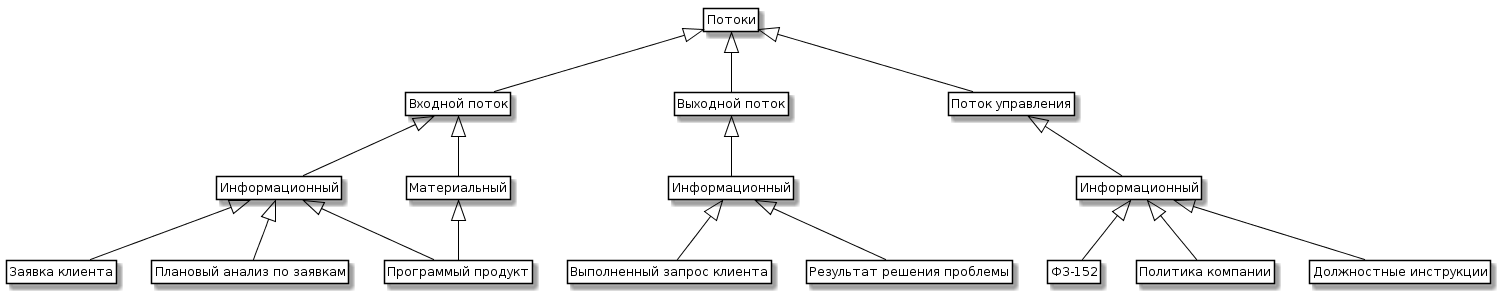 Потоки
Входной поток
Выходной поток
Поток управления
Информационный
Материальный
Информационный
Информационный
Заявка клиента
Плановый анализ по заявкам
Программый продукт
Выполненный запрос клиента
Результат решения проблемы
ФЗ-152
Политика компании
Должностные инструкции